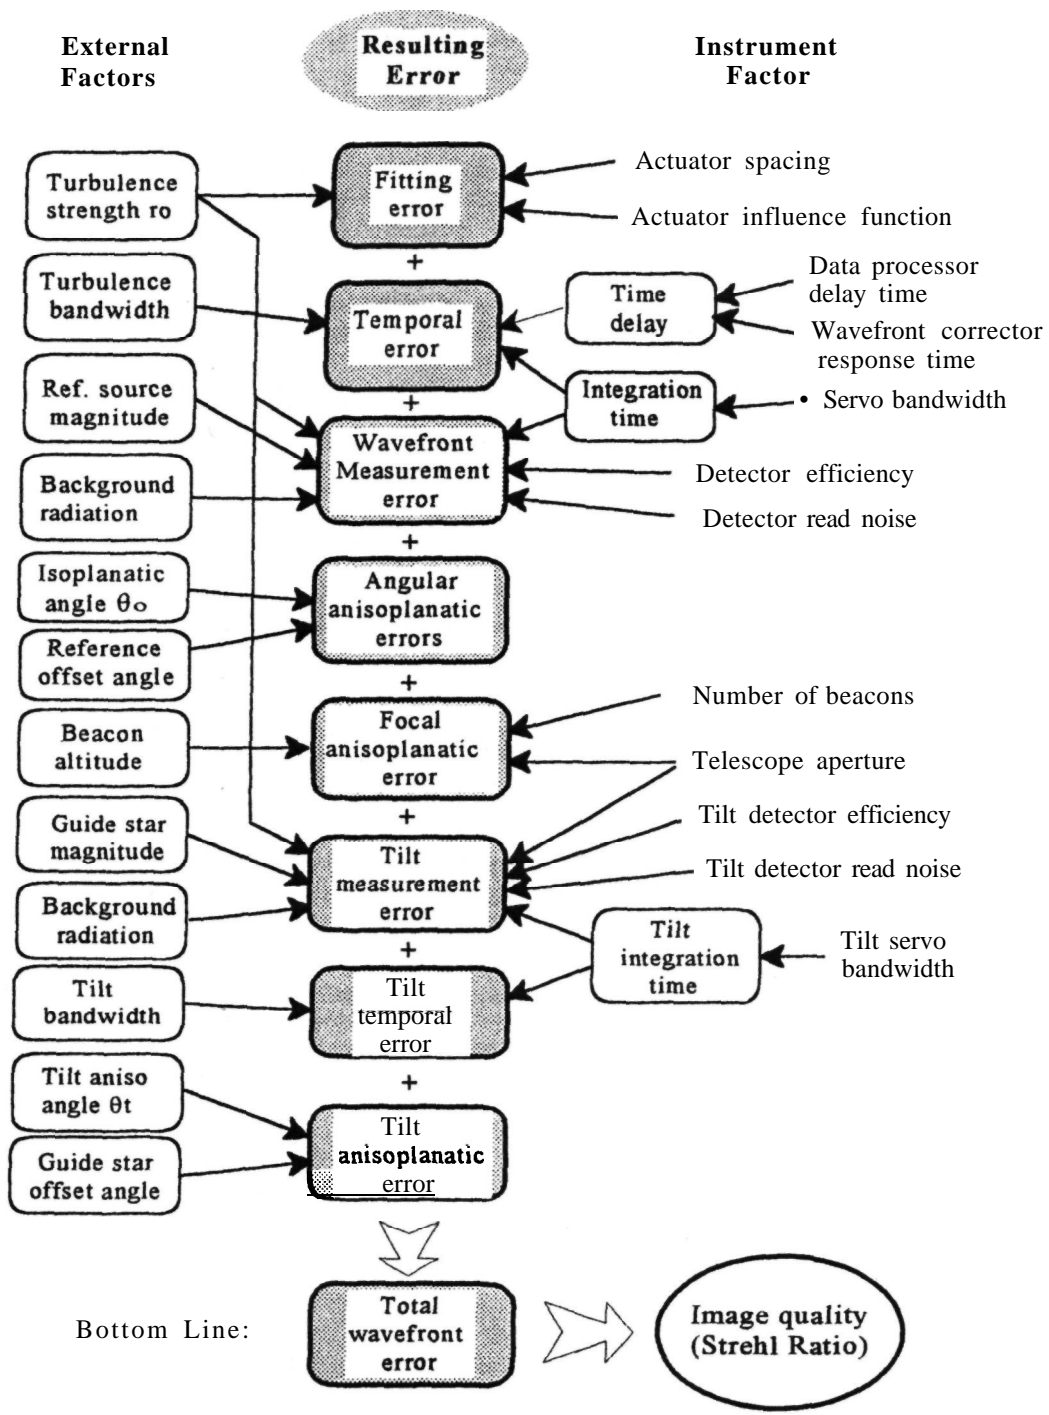 External
Factors
Resulting
Error
Instrument
Factor
Turbulence
strength ro
Fitting
error
Actuator spacing
Actuator influence function
+
Turbulence
bandwidth
Temporal
error
Time
delay
Data processor
delay time
Wavefront corrector
response time
+
Ref. source
magnitude
Integration
time
• Servo bandwidth
Wavefront
Measurement
error
Background
radiation
Detector efficiency
Detector read noise
+
Isoplanatic
angle θo
Angular
anisoplanatic
errors
Reference
offset angle
+
Beacon
altitude
Focal
anisoplanatic
error
Number of beacons
Telescope aperture
+
Guide star
magnitude
Tilt
measurement
error
Tilt detector efficiency
Tilt detector read noise
Background
radiation
Tilt
integration
time
Tilt servo
bandwidth
+
Tilt
bandwidth
Tilt
temporal
error
+
Tilt aniso
angle θt
Tilt
anisoplanatic
error
Guide star
offset angle
Bottom Line:
Total
wavefront
error
Image quality
(Strehl Ratio)